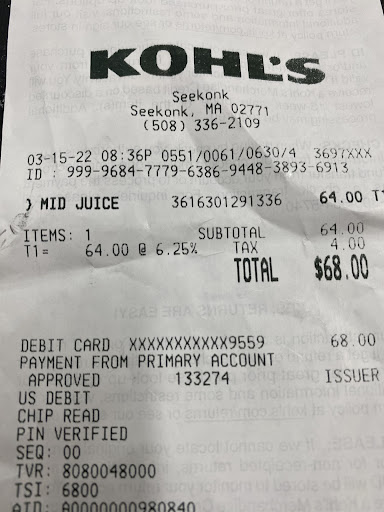 KOHL'S
Seekonk
Seekonk, MA 02771
(508) 336-2109
03-15-22 08:36P 0551/0061/0630/4 3697XXX
ID : 999-9684-7779-6386-9448-3893-6913
} MID JUICE 3616301291336 64.00 T1
ITEMS: 1 SUBTOTAL 64.00
T1= 64.00 @ 6.25% TAX 4.00
TOTAL $68.00
DEBIT CARD XXXXXXXXXXXX9559 68.00
PAYMENT FROM PRIMARY ACCOUNT
APPROVED 133274 ISSUER
US DEBIT
CHIP READ
PIN VERIFIED
SEQ: 00
TVR: 8080048000
TSI: 6800
AID: A0000000980840